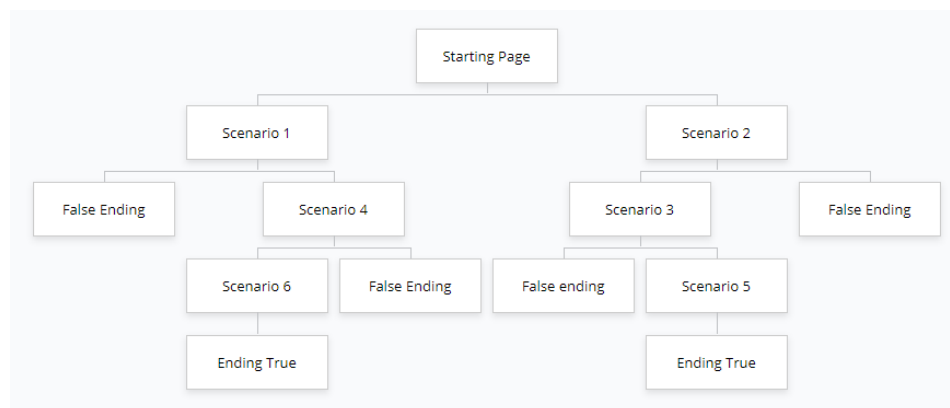 Starting Page
Scenario 1
Scenario 2
False Ending
Scenario 4
Scenario 3
False Ending
Scenario 6
False Ending
False ending
Scenario 5
Ending True
Ending True